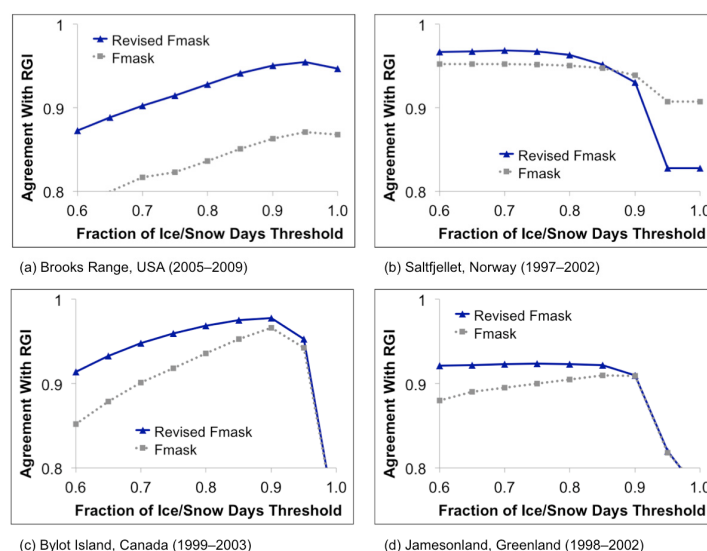 1
Revised Fmask
Fmask
0.9
0.8
Agreement With RGI
0.6 0.7 0.8 0.9 1.0
Fraction of Ice/Snow Days Threshold
(a) Brooks Range, USA (2005–2009)
1
0.9
0.8
Agreement With RGI
Revised Fmask
Fmask
0.6 0.7 0.8 0.9 1.0
Fraction of Ice/Snow Days Threshold
(b) Saltfjellet, Norway (1997–2002)
1
0.9
0.8
Agreement With RGI
Revised Fmask
Fmask
0.6 0.7 0.8 0.9 1.0
Fraction of Ice/Snow Days Threshold
(c) Bylot Island, Canada (1999–2003)
1
Revised Fmask
Fmask
0.9
0.8
Agreement With RGI
0.6 0.7 0.8 0.9
Fraction of Ice/Snow Days Threshold
(d) Jamesonland, Greenland (1998–2002)